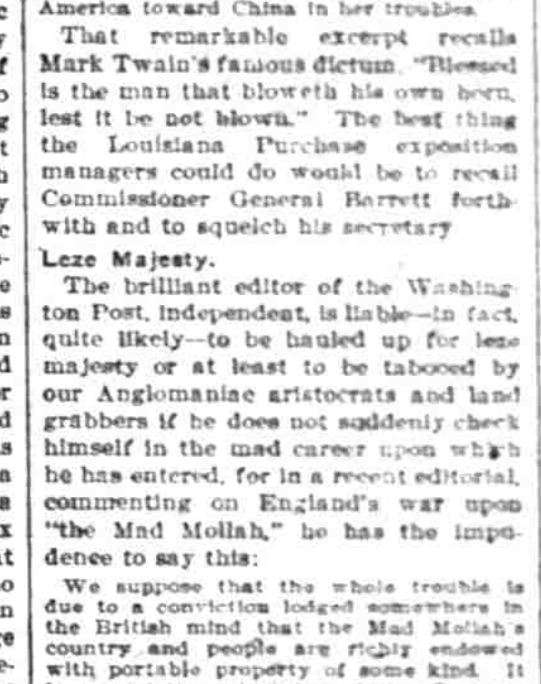 America toward China in her troubles
That remarkable excerpt recalls
Mark Twain's famous dictum, "Blessed
is the man that bloweth his own horn,
lest it be not blown." The best thing
the Louisiana Purchase exposition
managers could do would be to recall
Commissioner General Barrett forth-
with and to squelch his secretary
Leze Majesty.
The brilliant editor of the Washing-
ton Post, independent, is liable—in fact,
quite likely—to be hauled up for leze
majesty or at least to be tabooed by
our Anglomaniac aristocrats and land
grabbers if he does not suddenly check
himself in the mad career upon which
he has entered, for in a recent editorial,
commenting on England's war upon
"the Mad Mollah," he has the impu-
dence to say this:
We suppose that the whole trouble is
due to a conviction lodged somewhere in
the British mind that the Mad Mollah's
country and people are richly endowed
with portable property of some kind. It